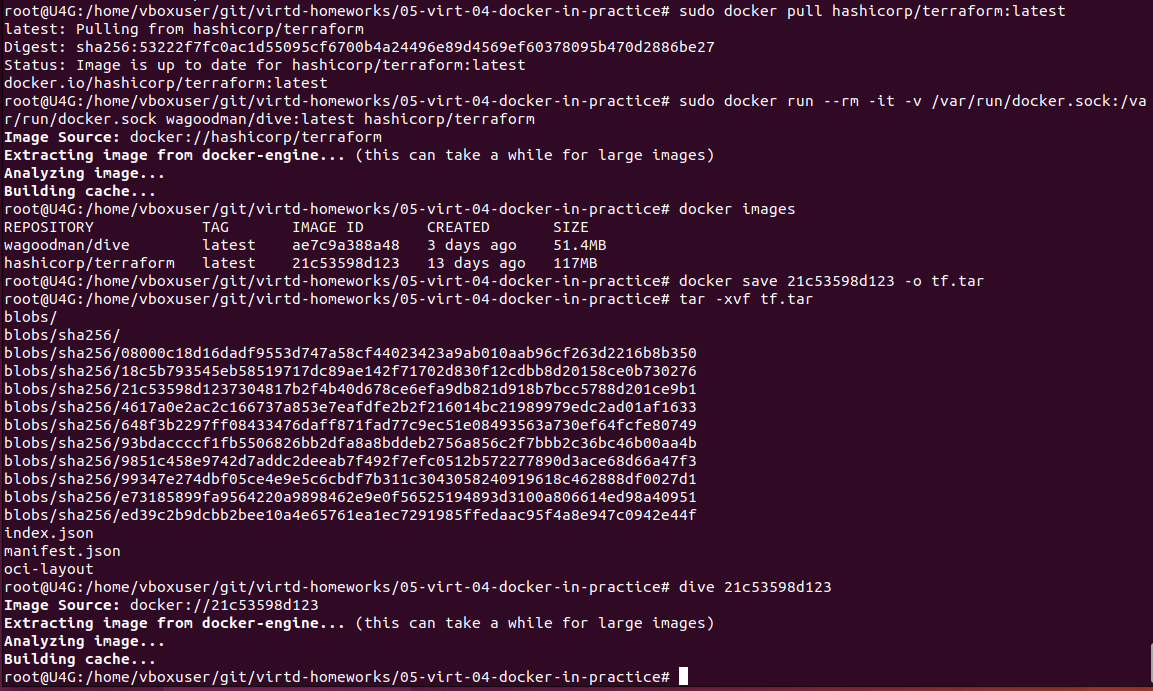 root@U4G:/home/vboxuser/git/virtd-homeworks/05-virt-04-docker-in-practice# sudo docker pull hashicorp/terraform:latest
latest: Pulling from hashicorp/terraform
Digest: sha256:53222f7fc0ac1d55095cf6700b4a24496e89d4569ef60378095b470d2886be27
Status: Image is up to date for hashicorp/terraform:latest
docker.io/hashicorp/terraform:latest
root@U4G:/home/vboxuser/git/virtd-homeworks/05-virt-04-docker-in-practice# sudo docker run --rm -it -v /var/run/docker.sock:/va
r/run/docker.sock wagoodman/dive:latest hashicorp/terraform
Image Source: docker://hashicorp/terraform
Extracting image from docker-engine... (this can take a while for large images)
Analyzing image...
Building cache...
root@U4G:/home/vboxuser/git/virtd-homeworks/05-virt-04-docker-in-practice# docker images
REPOSITORY            TAG       IMAGE ID       CREATED       SIZE
wagoodman/dive        latest    ae7c9a388a48   3 days ago    51.4MB
hashicorp/terraform   latest    21c53598d123   13 days ago   117MB
root@U4G:/home/vboxuser/git/virtd-homeworks/05-virt-04-docker-in-practice# docker save 21c53598d123 -o tf.tar
root@U4G:/home/vboxuser/git/virtd-homeworks/05-virt-04-docker-in-practice# tar -xvf tf.tar
blobs/
blobs/sha256/
blobs/sha256/08000c18d16dadf9553d747a58cf44023423a9ab010aab96cf263d2216b8b350
blobs/sha256/18c5b793545eb58519717dc89ae142f71702d830f12cdbb8d20158ce0b730276
blobs/sha256/21c53598d1237304817b2f4b40d678ce6efa9db821d918b7bcc5788d201ce9b1
blobs/sha256/4617a0e2ac2c166737a853e7eafdfe2b2f216014bc21989979edc2ad01af1633
blobs/sha256/648f3b2297ff08433476daff871fad77c9ec51e08493563a730ef64fcfe80749
blobs/sha256/93bdaccccf1fb5506826bb2dfa8a8bddeb2756a856c2f7bbb2c36bc46b00aa4b
blobs/sha256/9851c458e9742d7addc2deeab7f492f7efc0512b572277890d3ace68d66a47f3
blobs/sha256/99347e274dbf05ce4e9e5c6cbdf7b311c3043058240919618c462888df0027d1
blobs/sha256/e73185899fa9564220a9898462e9e0f56525194893d3100a806614ed98a40951
blobs/sha256/ed39c2b9dcbb2bee10a4e65761ea1ec7291985ffedaac95f4a8e947c0942e44f
index.json
manifest.json
oci-layout
root@U4G:/home/vboxuser/git/virtd-homeworks/05-virt-04-docker-in-practice# dive 21c53598d123
Image Source: docker://21c53598d123
Extracting image from docker-engine... (this can take a while for large images)
Analyzing image...
Building cache...
root@U4G:/home/vboxuser/git/virtd-homeworks/05-virt-04-docker-in-practice#